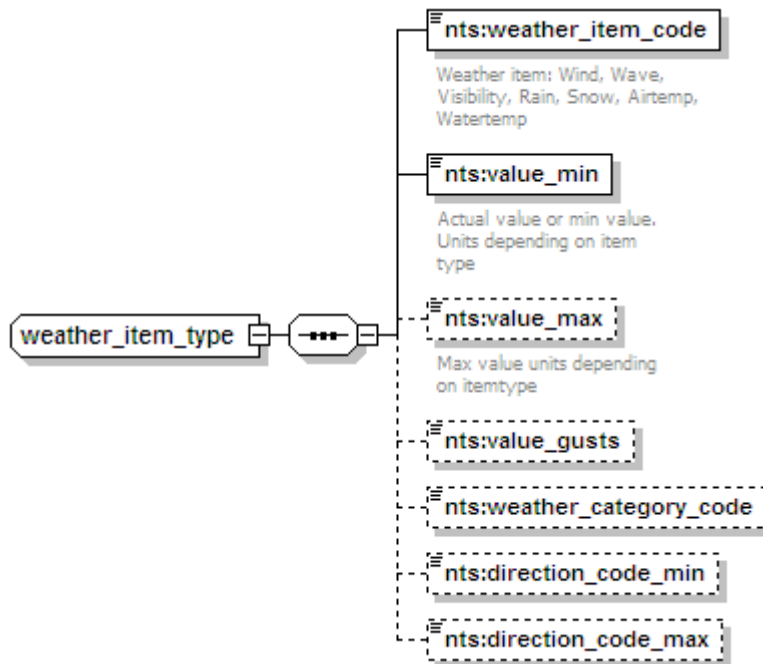 nts:weather_item_code
Weather item: Wind, Wave,
Visibility, Rain, Snow, Airtemp,
Watertemp
nts:value_min
Actual value or min value.
Units depending on item
type
weather_item_type
nts:value_max
Max value units depending
on itemtype
nts:value_gusts
nts:weather_category_code
nts:direction_code_min
nts:direction_code_max